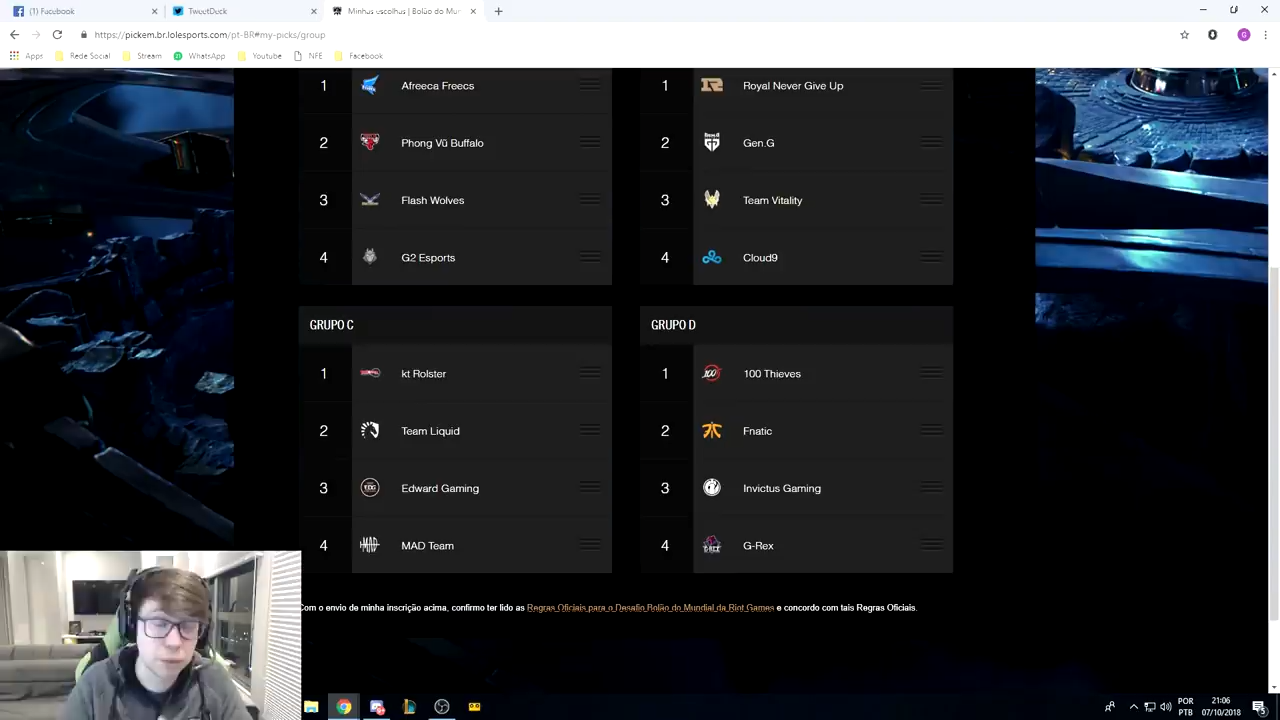 (1) Facebook
TweetDuck
Minhas escolhas | Bolão do Mun
https://pickem.br.lolesports.com/pt-BR#my-picks/group
G
Apps
Rede Social
Stream
WhatsApp
Youtube
NFE
Facebook
1 Afreeca Freecs
2 Phong Vũ Buffalo
3 Flash Wolves
4 G2 Esports
1 Royal Never Give Up
2 Gen.G
3 Team Vitality
4 Cloud9
GRUPO C
1 kt Rolster
2 Team Liquid
3 Edward Gaming
4 MAD Team
GRUPO D
1 100 Thieves
2 Fnatic
3 Invictus Gaming
4 G-Rex
Com o envio de minha inscrição acima, confirmo ter lido as Regras Oficiais para o Desafio Bolão do Mundial da Riot Games e concordo com tais Regras Oficiais.
POR
PTB
21:06
07/10/2018